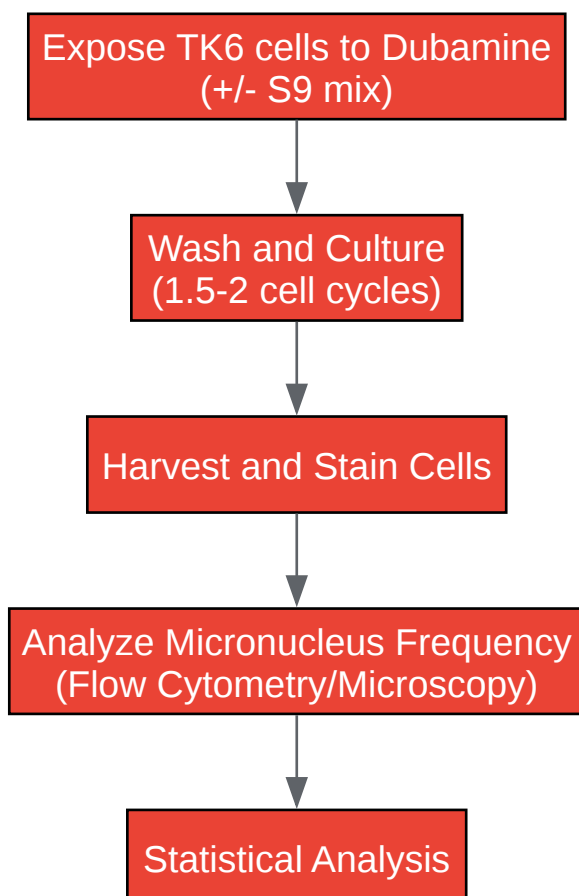 Expose TK6 cells to Dubamine
(+/- S9 mix)
Wash and Culture
(1.5-2 cell cycles)
Harvest and Stain Cells
Analyze Micronucleus Frequency
(Flow Cytometry/Microscopy)
Statistical Analysis